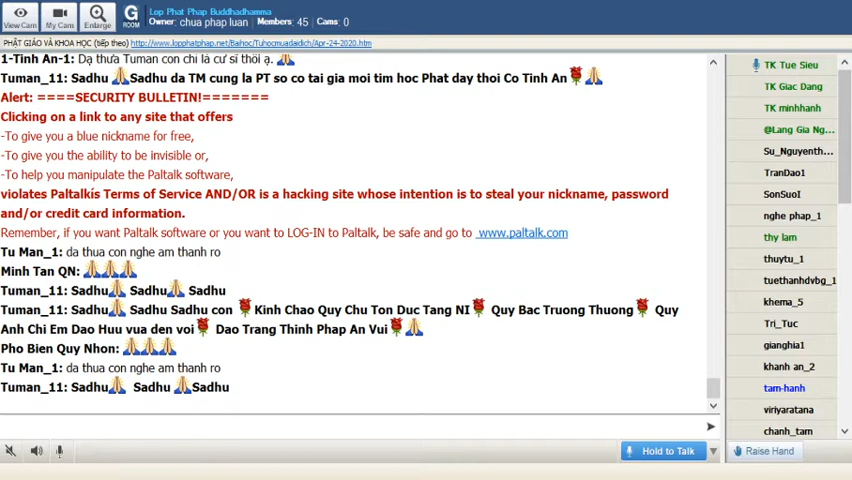 View Cam
My Cam
Enlarge
G
ROOM
Lop Phat Phap Buddhadhamma
Owner: chua phap luan Members: 45 Cams: 0
PHẬT GIÁO VÀ KHOA HỌC (tiếp theo) http://www.lopphatphap.net/Baihoc/Tuhocmuadaidich/Apr-24-2020.htm
1-Tinh An-1: Dạ thưa Tuman con chỉ là cư sĩ thôi ạ.
Tuman_11: Sadhu Sadhu da TM cung la PT so co tai gia moi tim hoc Phat day thoi Co Tinh An
Alert: ====SECURITY BULLETIN!=======
Clicking on a link to any site that offers
-To give you a blue nickname for free,
-To give you the ability to be invisible or,
-To help you manipulate the Paltalk software,
violates Paltalkís Terms of Service AND/OR is a hacking site whose intention is to steal your nickname, password
and/or credit card information.
Remember, if you want Paltalk software or you want to LOG-IN to Paltalk, be safe and go to www.paltalk.com
Tu Man_1: da thua con nghe am thanh ro
Minh Tan QN:
Tuman_11: Sadhu Sadhu Sadhu
Tuman_11: Sadhu Sadhu Sadhu con Kinh Chao Quy Chu Ton Duc Tang NI Quy Bac Truong Thuong Quy
Anh Chi Em Dao Huu vua den voi Dao Trang Thinh Phap An Vui
Pho Bien Quy Nhon:
Tu Man_1: da thua con nghe am thanh ro
Tuman_11: Sadhu Sadhu Sadhu
Hold to Talk
TK Tue Sieu
TK Giac Dang
TK minhhanh
@Lang Gia Ng...
Su_Nguyenth...
TranDao1
SonSuoI
nghe phap_1
thy lam
thuytu_1
tuethanhdvbg_1
khema_5
Tri_Tuc
gianghia1
khanh an_2
tam-hanh
viriyaratana
chanh_tam
Raise Hand